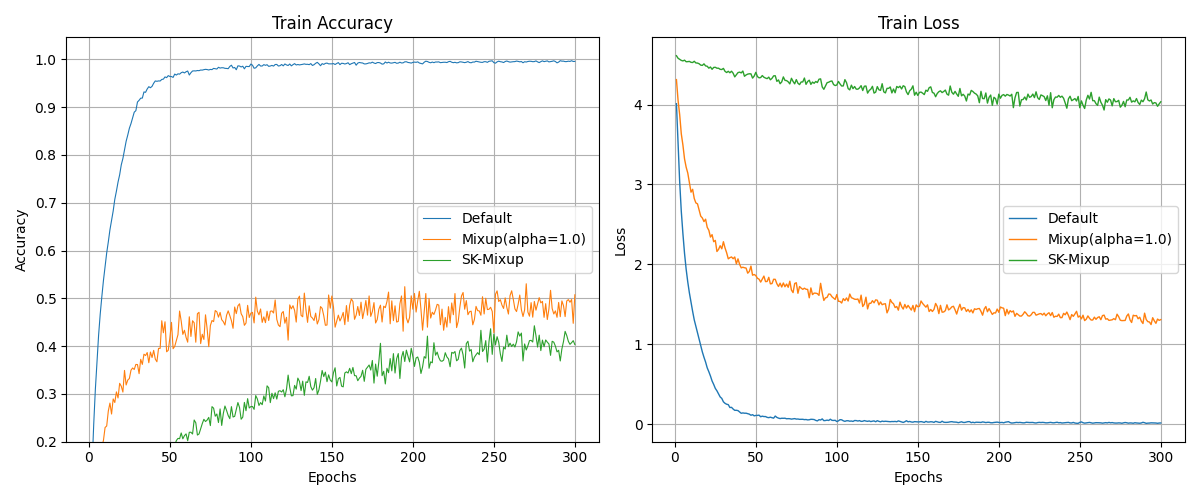 Train Accuracy
Accuracy
1.0
0.9
0.8
0.7
0.6
0.5
0.4
0.3
0.2
Default
Mixup(alpha=1.0)
SK-Mixup
0 50 100 150 200 250 300
Epochs
Train Loss
Loss
4
3
2
1
0
Default
Mixup(alpha=1.0)
SK-Mixup
0 50 100 150 200 250 300
Epochs